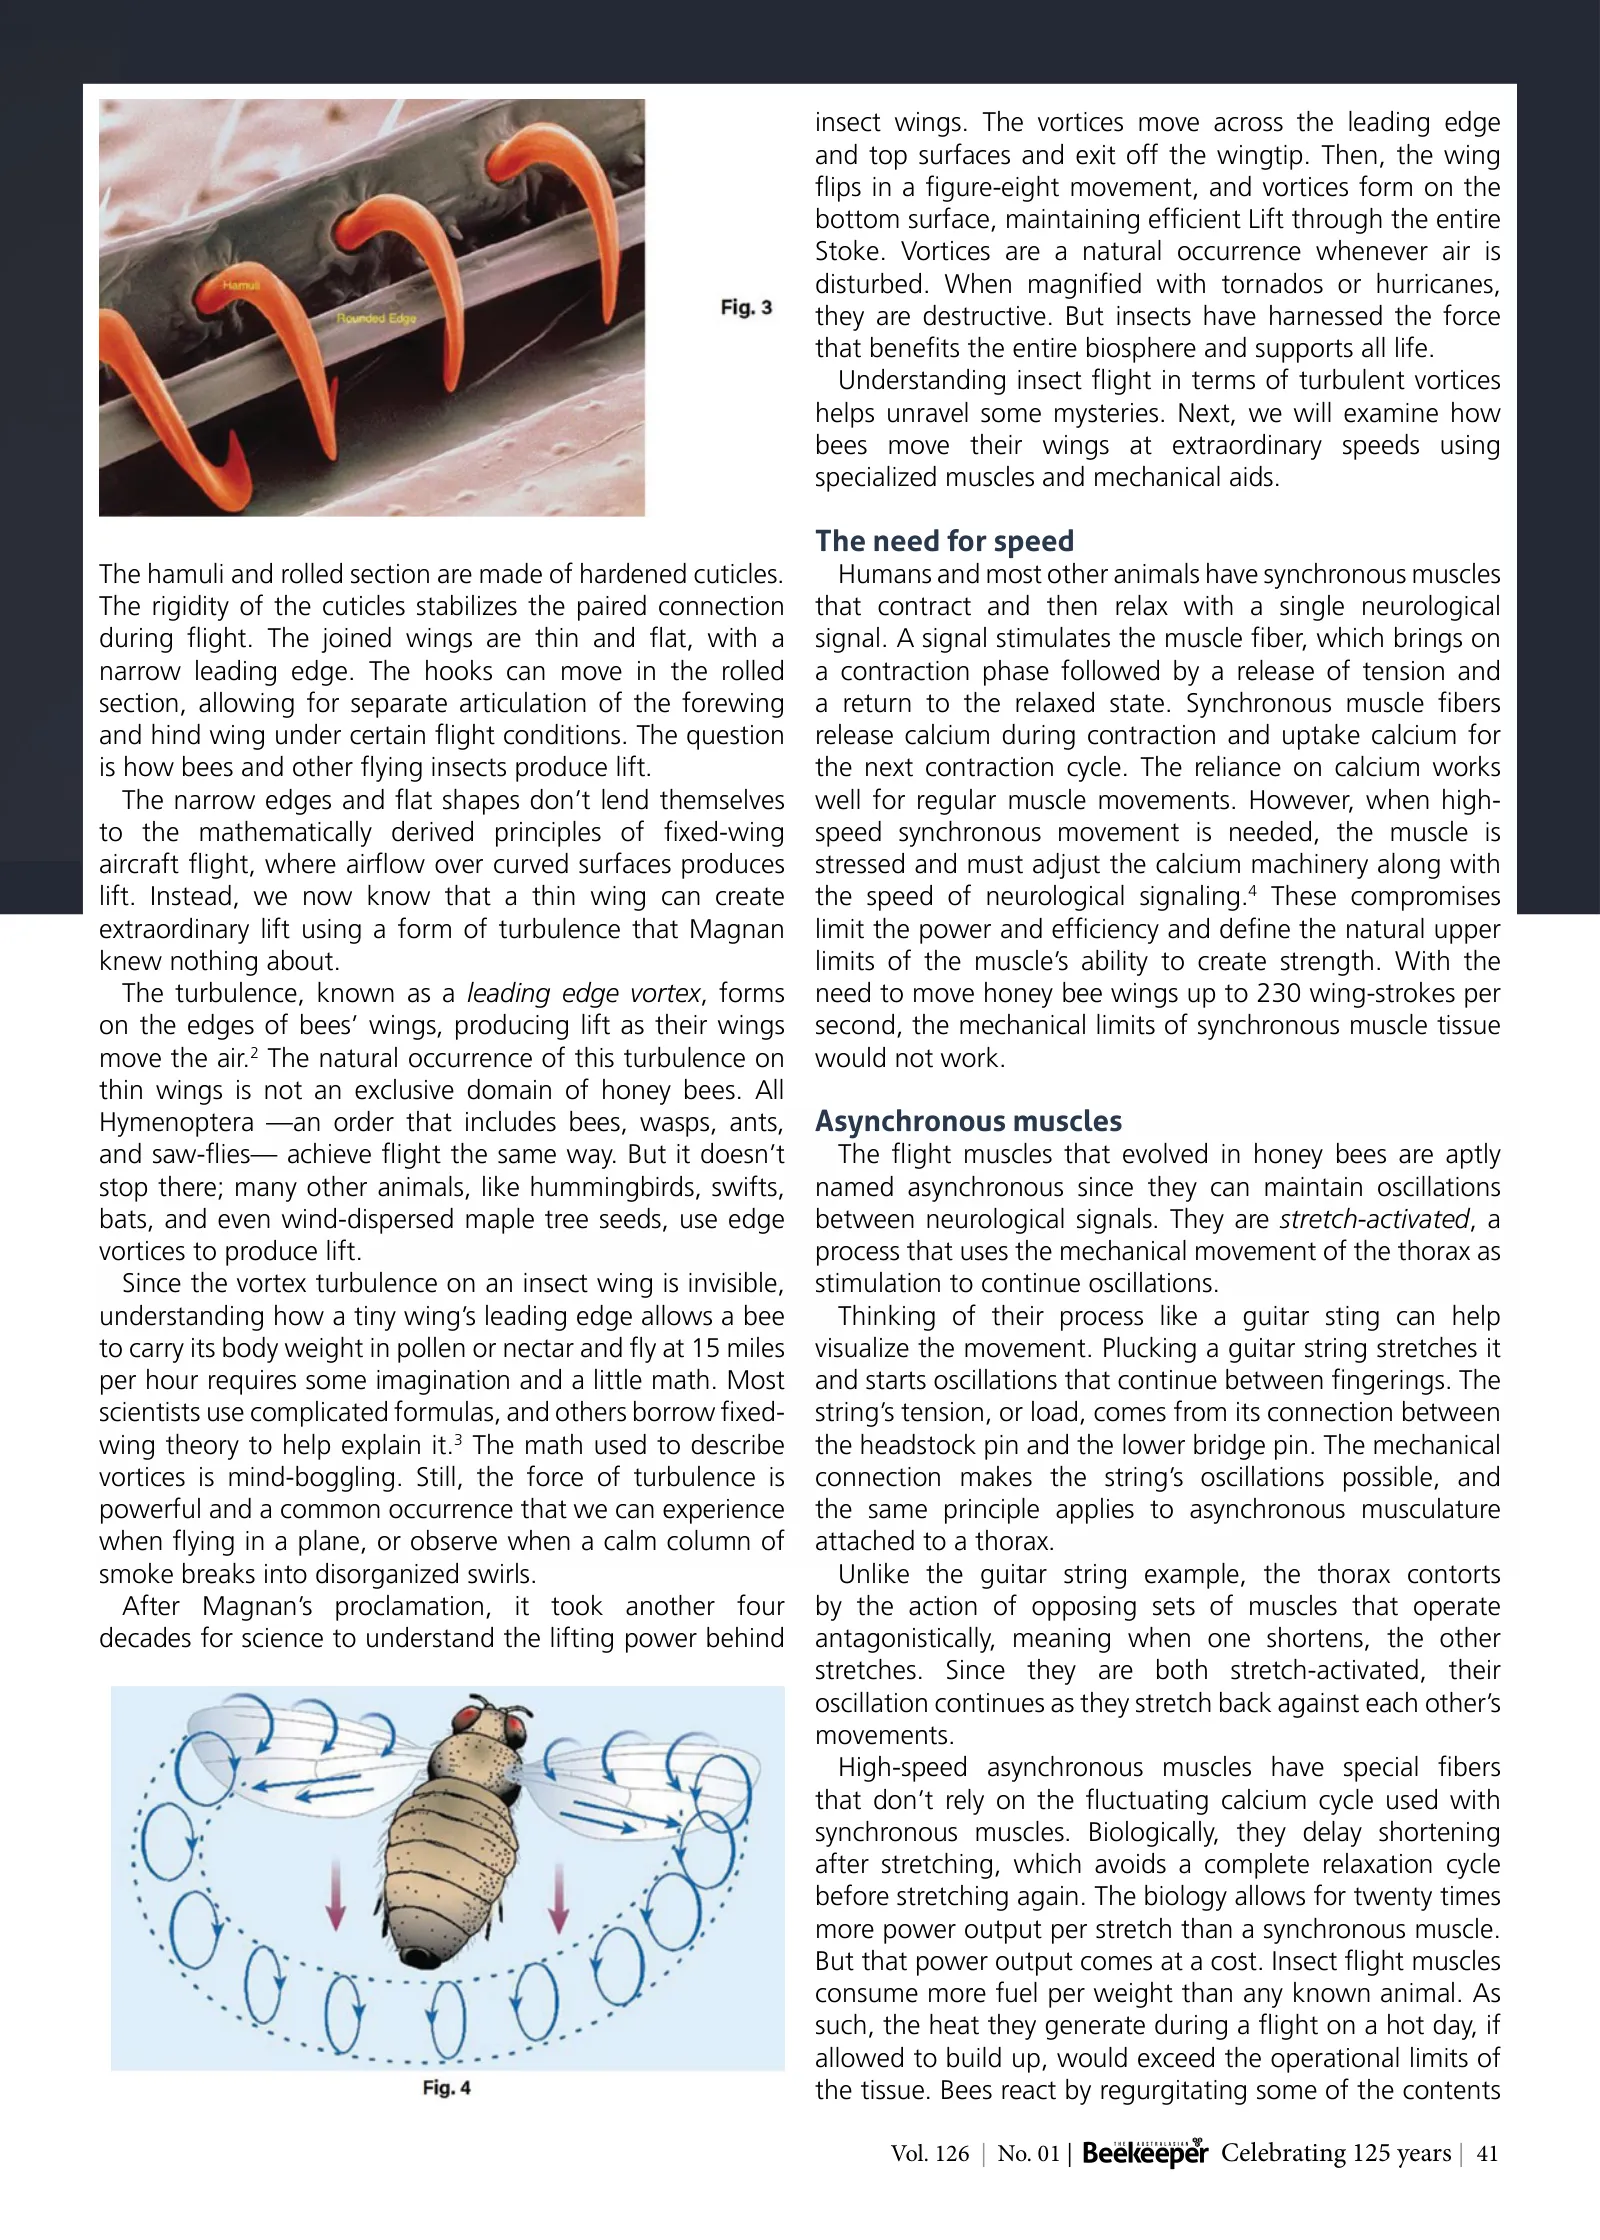 Hamuli
Rounded Edge
Fig. 3
The hamuli and rolled section are made of hardened cuticles.
The rigidity of the cuticles stabilizes the paired connection
during flight. The joined wings are thin and flat, with a
narrow leading edge. The hooks can move in the rolled
section, allowing for separate articulation of the forewing
and hind wing under certain flight conditions. The question
is how bees and other flying insects produce lift.
The narrow edges and flat shapes don’t lend themselves
to the mathematically derived principles of fixed-wing
aircraft flight, where airflow over curved surfaces produces
lift. Instead, we now know that a thin wing can create
extraordinary lift using a form of turbulence that Magnan
knew nothing about.
The turbulence, known as a leading edge vortex, forms
on the edges of bees’ wings, producing lift as their wings
move the air.2 The natural occurrence of this turbulence on
thin wings is not an exclusive domain of honey bees. All
Hymenoptera —an order that includes bees, wasps, ants,
and saw-flies— achieve flight the same way. But it doesn’t
stop there; many other animals, like hummingbirds, swifts,
bats, and even wind-dispersed maple tree seeds, use edge
vortices to produce lift.
Since the vortex turbulence on an insect wing is invisible,
understanding how a tiny wing’s leading edge allows a bee
to carry its body weight in pollen or nectar and fly at 15 miles
per hour requires some imagination and a little math. Most
scientists use complicated formulas, and others borrow fixed-
wing theory to help explain it.3 The math used to describe
vortices is mind-boggling. Still, the force of turbulence is
powerful and a common occurrence that we can experience
when flying in a plane, or observe when a calm column of
smoke breaks into disorganized swirls.
After Magnan’s proclamation, it took another four
decades for science to understand the lifting power behind
Fig. 4
insect wings. The vortices move across the leading edge
and top surfaces and exit off the wingtip. Then, the wing
flips in a figure-eight movement, and vortices form on the
bottom surface, maintaining efficient Lift through the entire
Stoke. Vortices are a natural occurrence whenever air is
disturbed. When magnified with tornados or hurricanes,
they are destructive. But insects have harnessed the force
that benefits the entire biosphere and supports all life.
Understanding insect flight in terms of turbulent vortices
helps unravel some mysteries. Next, we will examine how
bees move their wings at extraordinary speeds using
specialized muscles and mechanical aids.
The need for speed
Humans and most other animals have synchronous muscles
that contract and then relax with a single neurological
signal. A signal stimulates the muscle fiber, which brings on
a contraction phase followed by a release of tension and
a return to the relaxed state. Synchronous muscle fibers
release calcium during contraction and uptake calcium for
the next contraction cycle. The reliance on calcium works
well for regular muscle movements. However, when high-
speed synchronous movement is needed, the muscle is
stressed and must adjust the calcium machinery along with
the speed of neurological signaling.4 These compromises
limit the power and efficiency and define the natural upper
limits of the muscle’s ability to create strength. With the
need to move honey bee wings up to 230 wing-strokes per
second, the mechanical limits of synchronous muscle tissue
would not work.
Asynchronous muscles
The flight muscles that evolved in honey bees are aptly
named asynchronous since they can maintain oscillations
between neurological signals. They are stretch-activated, a
process that uses the mechanical movement of the thorax as
stimulation to continue oscillations.
Thinking of their process like a guitar sting can help
visualize the movement. Plucking a guitar string stretches it
and starts oscillations that continue between fingerings. The
string’s tension, or load, comes from its connection between
the headstock pin and the lower bridge pin. The mechanical
connection makes the string’s oscillations possible, and
the same principle applies to asynchronous musculature
attached to a thorax.
Unlike the guitar string example, the thorax contorts
by the action of opposing sets of muscles that operate
antagonistically, meaning when one shortens, the other
stretches. Since they are both stretch-activated, their
oscillation continues as they stretch back against each other’s
movements.
High-speed asynchronous muscles have special fibers
that don’t rely on the fluctuating calcium cycle used with
synchronous muscles. Biologically, they delay shortening
after stretching, which avoids a complete relaxation cycle
before stretching again. The biology allows for twenty times
more power output per stretch than a synchronous muscle.
But that power output comes at a cost. Insect flight muscles
consume more fuel per weight than any known animal. As
such, the heat they generate during a flight on a hot day, if
allowed to build up, would exceed the operational limits of
the tissue. Bees react by regurgitating some of the contents
Vol. 126 | No. 01 | THE AUSTRALASIAN Beekeeper Celebrating 125 years | 41